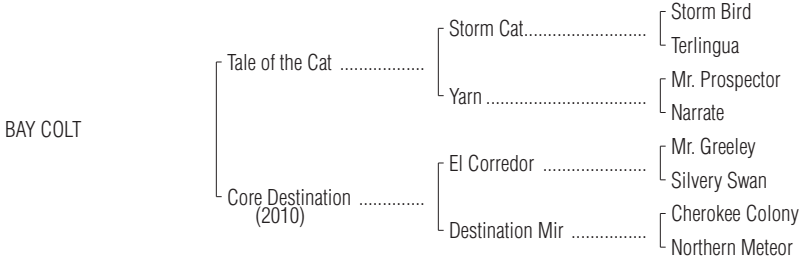 Storm Bird
Storm Cat..........................
Terlingua
Tale of the Cat ..................
Mr. Prospector
Yarn ..................................
Narrate
BAY COLT
Mr. Greeley
El Corredor ......................
Silvery Swan
Core Destination ..............
(2010)
Cherokee Colony
Destination Mir ................
Northern Meteor